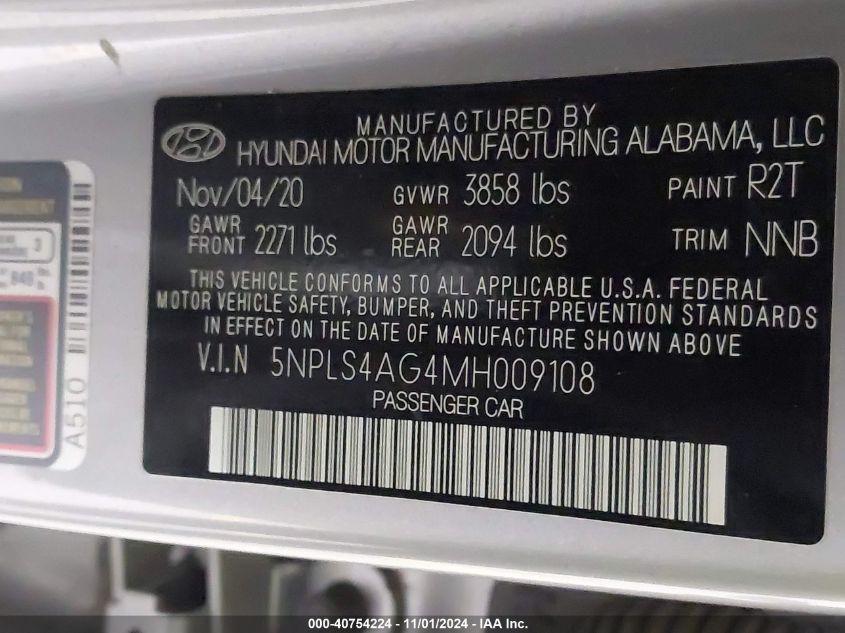 MANUFACTURED BY
HYUNDAI MOTOR MANUFACTURING ALABAMA, LLC
Nov/04/20 GVWR 3858 lbs PAINT R2T
GAWR FRONT 2271 lbs GAWR REAR 2094 lbs TRIM NNB
THIS VEHICLE CONFORMS TO ALL APPLICABLE U.S.A. FEDERAL
MOTOR VEHICLE SAFETY, BUMPER, AND THEFT PREVENTION STANDARDS
IN EFFECT ON THE DATE OF MANUFACTURE SHOWN ABOVE
V.I.N 5NPLS4AG4MH009108
PASSENGER CAR
A510
000-40754224 - 11/01/2024 - IAAI Inc.